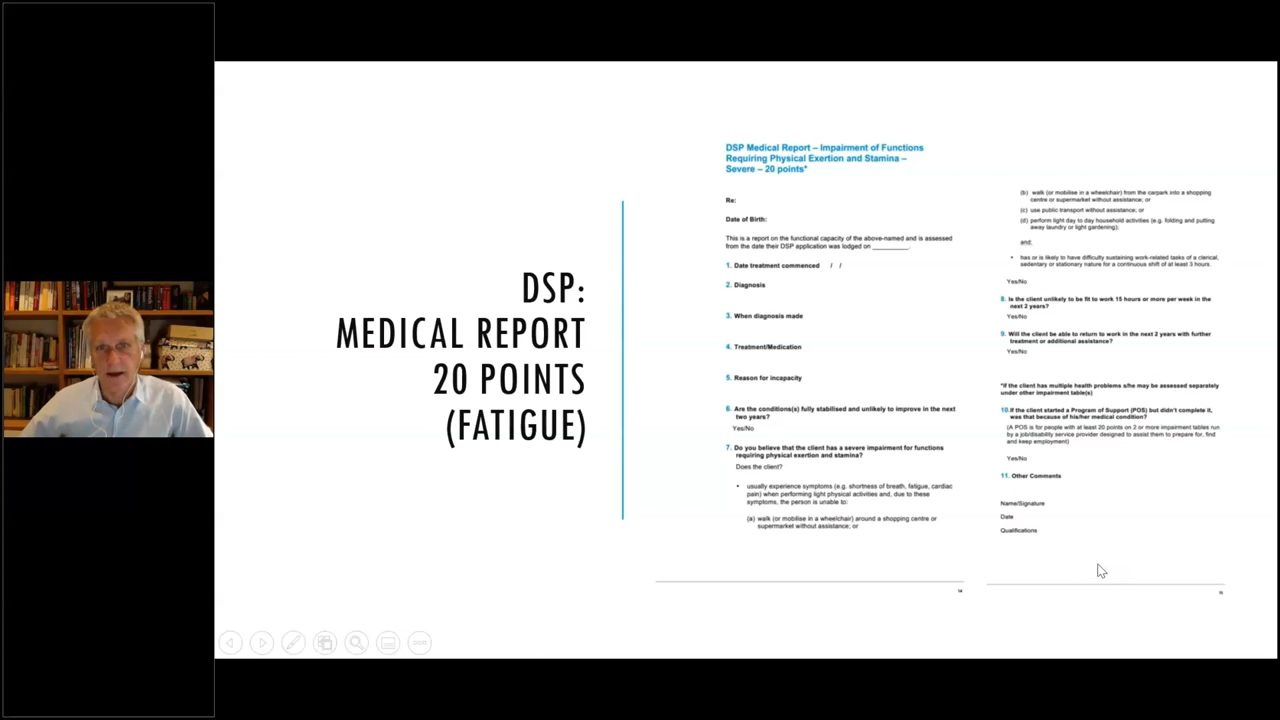 DSP:
MEDICAL REPORT
20 POINTS
(FATIGUE)
DSP Medical Report – Impairment of Functions
Requiring Physical Exertion and Stamina –
Severe – 20 points*
Re:
Date of Birth:
This is a report on the functional capacity of the above-named and is assessed
from the date their DSP application was lodged on __________.
1. Date treatment commenced / /
2. Diagnosis
3. When diagnosis made
4. Treatment/Medication
5. Reason for incapacity
6. Are the conditions(s) fully stabilised and unlikely to improve in the next
two years?
Yes/No
7. Do you believe that the client has a severe impairment for functions
requiring physical exertion and stamina?
Does the client?
• usually experience symptoms (e.g. shortness of breath, fatigue, cardiac
pain) when performing light physical activities and, due to these
symptoms, the person is unable to:
(a) walk (or mobilise in a wheelchair) around a shopping centre or
supermarket without assistance; or
14
(b) walk (or mobilise in a wheelchair) from the carpark into a shopping
centre or supermarket without assistance; or
(c) use public transport without assistance; or
(d) perform light day to day household activities (e.g. folding and putting
away laundry or light gardening);
and;
• has or is likely to have difficulty sustaining work-related tasks of a clerical,
sedentary or stationary nature for a continuous shift of at least 3 hours.
Yes/No
8. Is the client unlikely to be fit to work 15 hours or more per week in the
next 2 years?
Yes/No
9. Will the client be able to return to work in the next 2 years with further
treatment or additional assistance?
Yes/No
*If the client has multiple health problems s/he may be assessed separately
under other impairment table(s)
10. If the client started a Program of Support (POS) but didn't complete it,
was that because of his/her medical condition?
(A POS is for people with at least 20 points on 2 or more impairment tables run
by a job/disability service provider designed to assist them to prepare for, find
and keep employment)
Yes/No
11. Other Comments
Name/Signature
Date
Qualifications
15